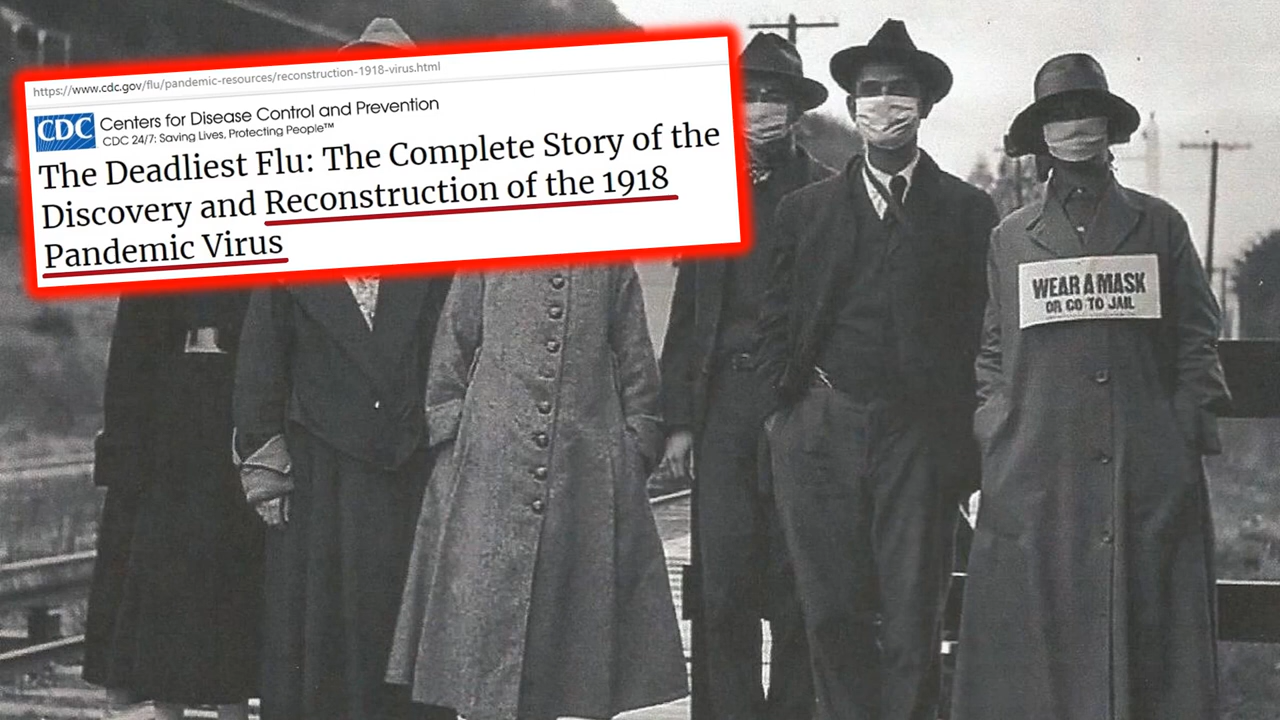 https://www.cdc.gov/flu/pandemic-resources/reconstruction-1918-virus.html
CDC
Centers for Disease Control and Prevention
CDC 24/7: Saving Lives, Protecting People™
The Deadliest Flu: The Complete Story of the
Discovery and Reconstruction of the 1918
Pandemic Virus
WEAR A MASK
OR GO TO JAIL